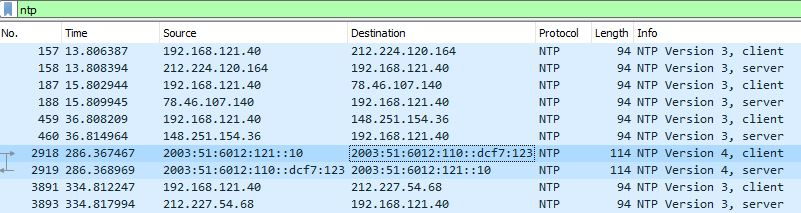 ntp
No. Time Source Destination Protocol Length Info
157 13.806387 192.168.121.40 212.224.120.164 NTP 94 NTP Version 3, client
158 13.808394 212.224.120.164 192.168.121.40 NTP 94 NTP Version 3, server
187 15.802944 192.168.121.40 78.46.107.140 NTP 94 NTP Version 3, client
188 15.809945 78.46.107.140 192.168.121.40 NTP 94 NTP Version 3, server
459 36.808209 192.168.121.40 148.251.154.36 NTP 94 NTP Version 3, client
460 36.814964 148.251.154.36 192.168.121.40 NTP 94 NTP Version 3, server
2918 286.367467 2003:51:6012:121::10 2003:51:6012:110::dcf7:123 NTP 114 NTP Version 4, client
2919 286.368969 2003:51:6012:110::dcf7:123 2003:51:6012:121::10 NTP 114 NTP Version 4, server
3891 334.812247 192.168.121.40 212.227.54.68 NTP 94 NTP Version 3, client
3893 334.817994 212.227.54.68 192.168.121.40 NTP 94 NTP Version 3, server